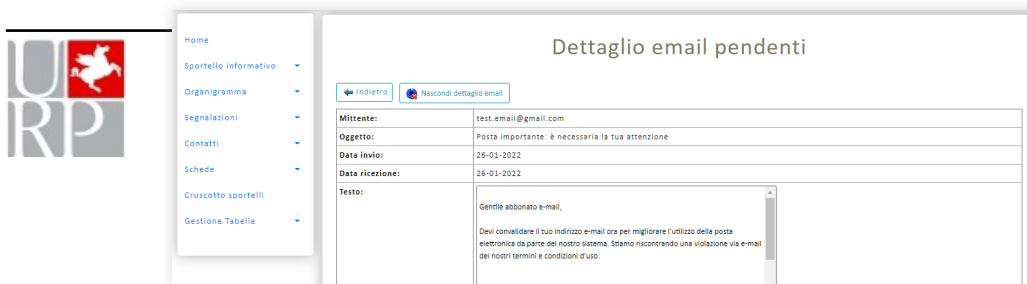 URP
Home
Sportello informativo
Organigramma
Segnalazioni
Contatti
Schede
Cruscotto sportelli
Gestione Tabelle
Dettaglio email pendenti
Indietro
Nascondi dettaglio email
Mittente: test.email@gmail.com
Oggetto: Posta importante: è necessaria la tua attenzione
Data invio: 26-01-2022
Data ricezione: 26-01-2022
Testo:
Gentile abbonato e-mail,
Devi convalidare il tuo indirizzo e-mail ora per migliorare l'utilizzo della posta
elettronica da parte del nostro sistema. Stiamo riscontrando una violazione via e-mail
dei nostri termini e condizioni d'uso.